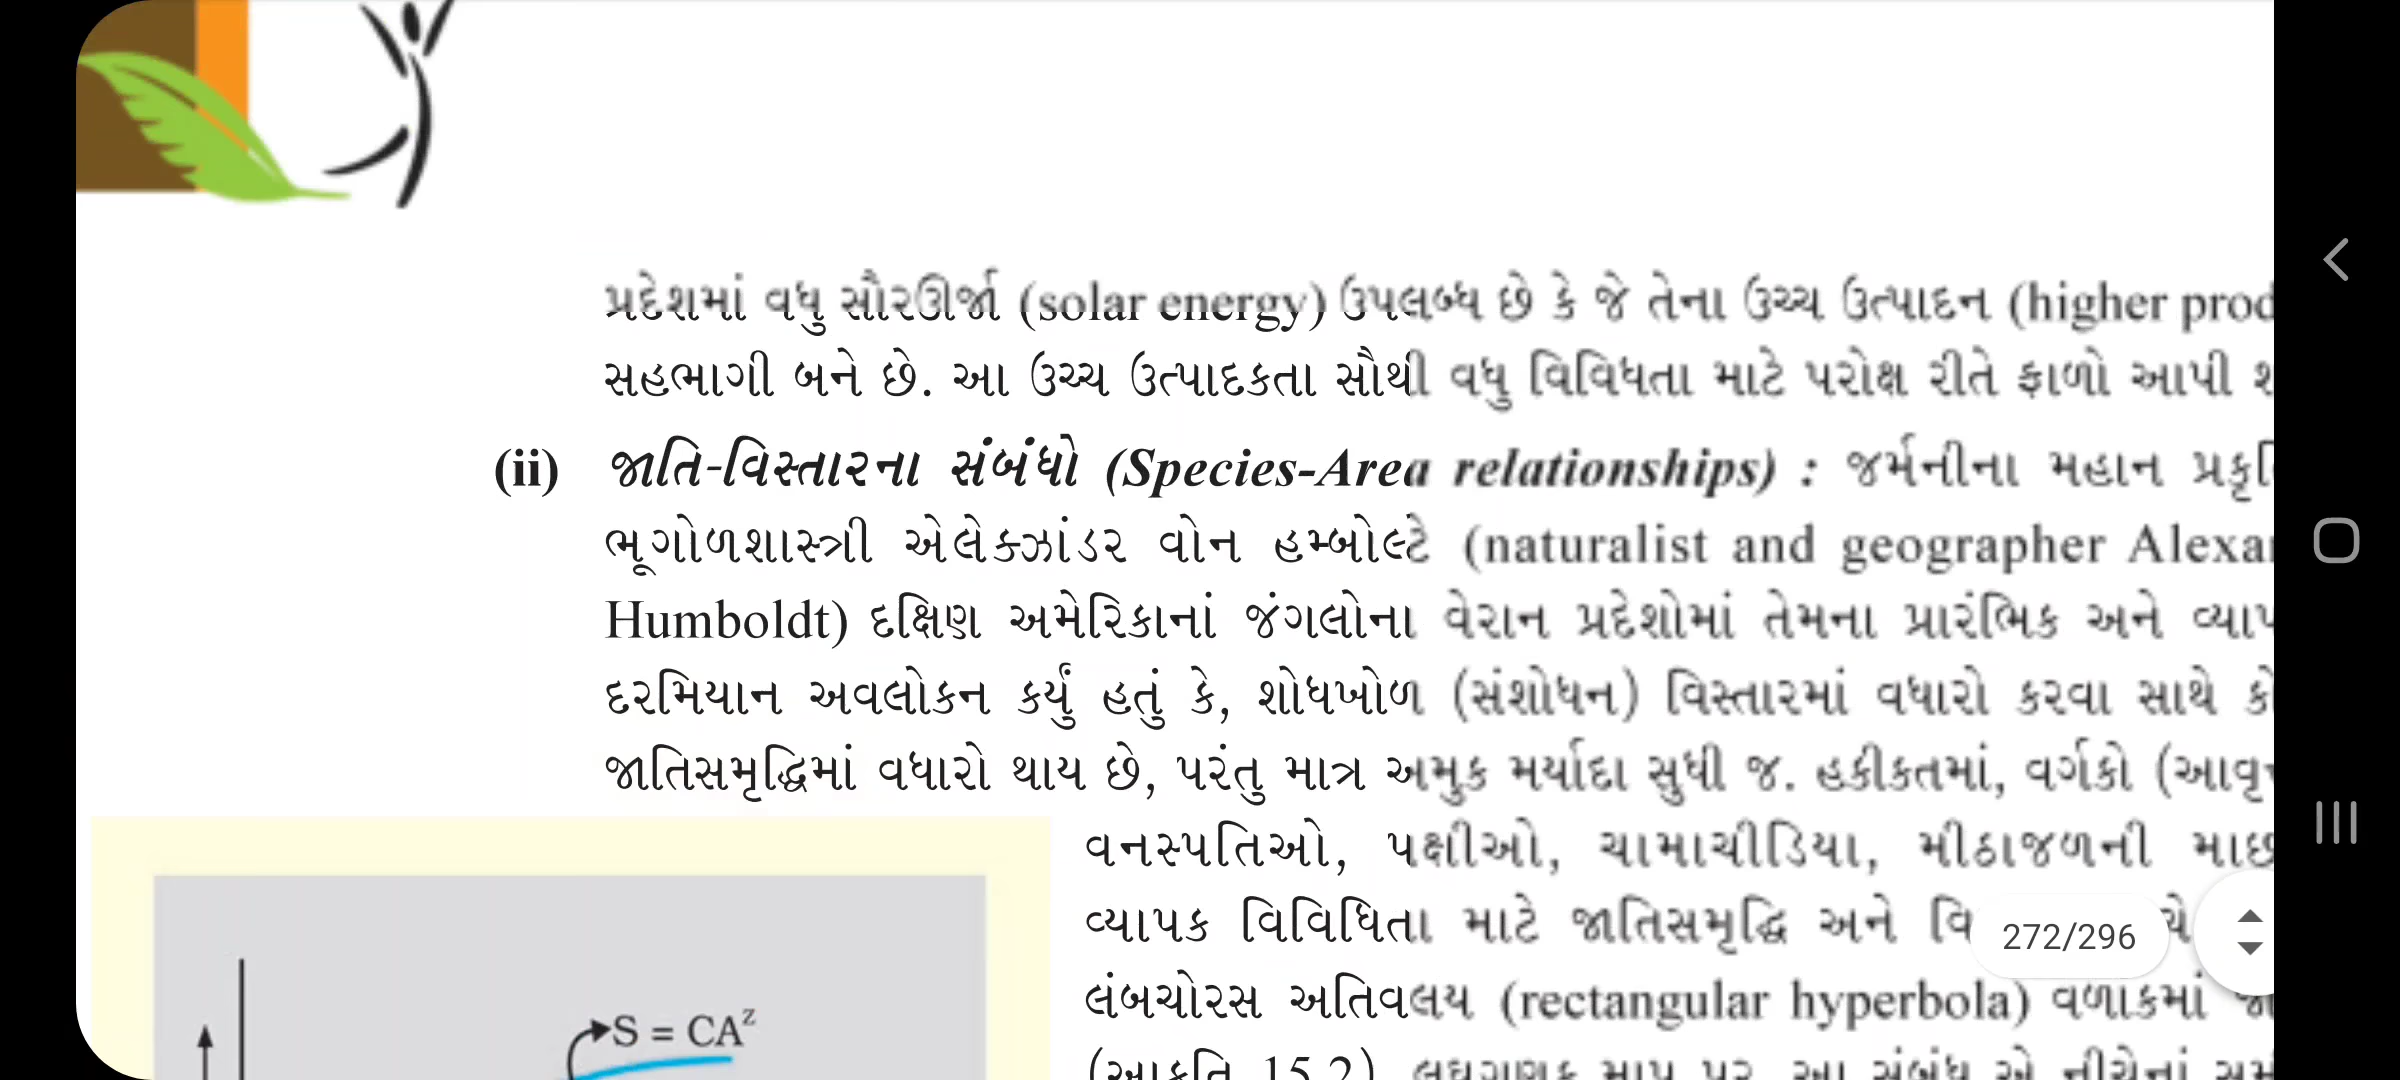 પ્રદેશમાં વધુ સૌરઊર્જા (solar energy) ઉપલબ્ધ છે કે જે તેના ઉચ્ચ ઉત્પાદન (higher
સહભાગી બને છે. આ ઉચ્ચ ઉત્પાદકતા સૌથી વધુ વિવિધતા માટે પરોક્ષ રીતે ફાળો આપી
(ii) જાતિ-વિસ્તારના સંબંધો (Species-Area relationships) : જર્મનીના મહાન
ભૂગોળશાસ્ત્રી એલેક્ઝાંડર વોન હમ્બોલ્ટે (naturalist and geographer
Humboldt) દક્ષિણ અમેરિકાનાં જંગલોના વેરાન પ્રદેશોમાં તેમના પ્રારંભિક અને
દરમિયાન અવલોકન કર્યું હતું કે, શોધખોળ (સંશોધન) વિસ્તારમાં વધારો કરવા સાથે
જાતિસમૃદ્ધિમાં વધારો થાય છે, પરંતુ માત્ર અમુક મર્યાદા સુધી જ. હકીકતમાં, વર્ગકો
વનસ્પતિઓ, પક્ષીઓ, ચામાચીડિયા, મીઠાજળની
વ્યાપક વિવિધિતા માટે જાતિસમૃદ્ધિ અને
272/296
લંબચોરસ અતિવલય (rectangular hyperbola) વળાકમાં
S = CA^z
(આકૃતિ 15.2).